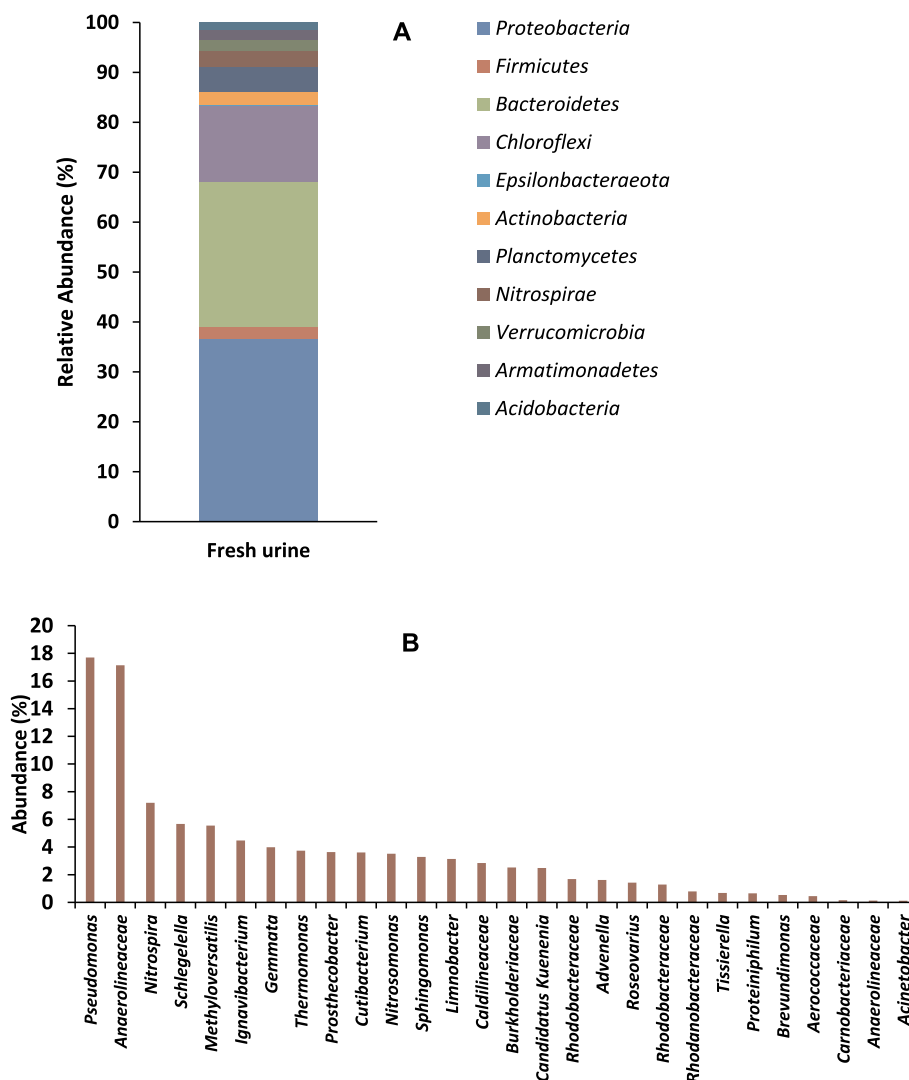 A
100
90
80
70
60
50
40
30
20
10
0
Relative Abundance (%)
Fresh urine
Proteobacteria
Firmicutes
Bacteroidetes
Chloroflexi
Epsilonbacteraeota
Actinobacteria
Planctomycetes
Nitrospirae
Verrucomicrobia
Armatimonadetes
Acidobacteria
B
20
18
16
14
12
10
8
6
4
2
0
Abundance (%)
Pseudomonas
Anaerolineaceae
Nitrospira
Schlegelella
Methyloversatilis
Ignavibacterium
Gemmata
Thermomonas
Prosthecobacter
Cutibacterium
Nitrosomonas
Sphingomonas
Limnobacter
Caldilineaceae
Burkholderiaceae
Candidatus Kuenenia
Rhodobacteraceae
Advenella
Roseovarius
Rhodobacteraceae
Rhodanobacteraceae
Tissierella
Proteiniphilum
Brevundimonas
Aerococcaceae
Carnobacteriaceae
Anaerolineaceae
Acinetobacter